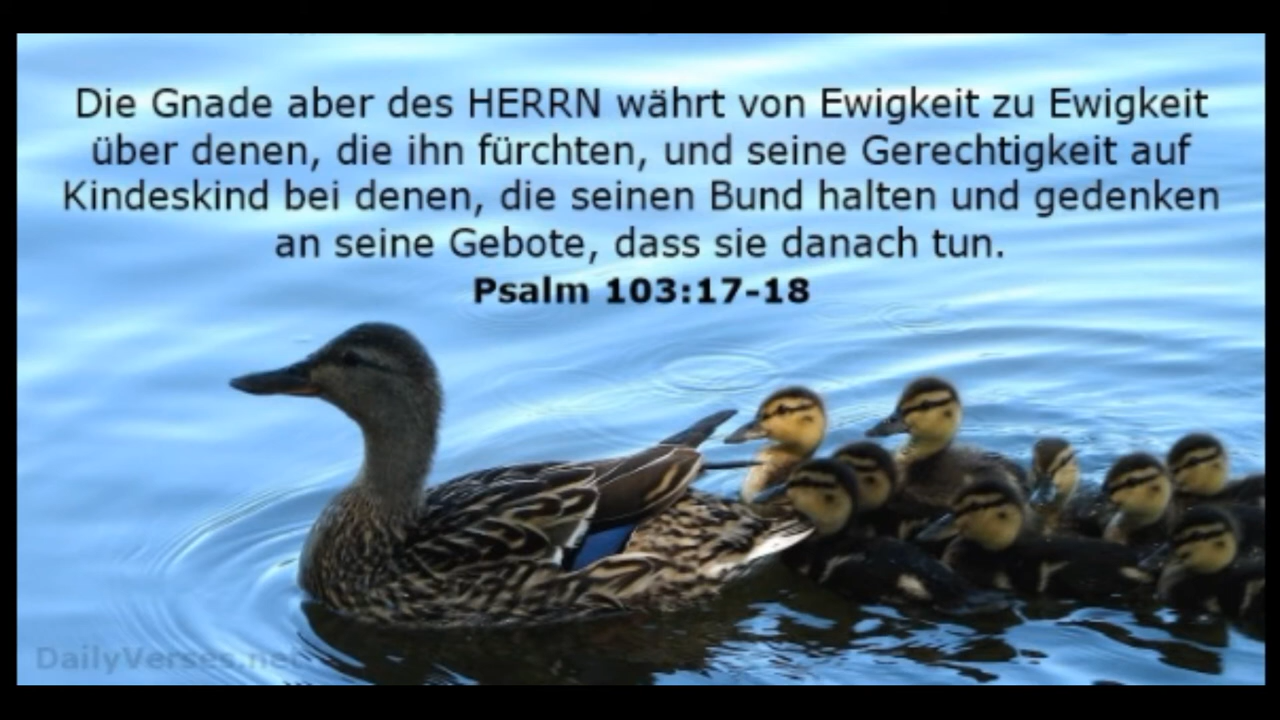 Die Gnade aber des HERRN währt von Ewigkeit zu Ewigkeit
über denen, die ihn fürchten, und seine Gerechtigkeit auf
Kindeskind bei denen, die seinen Bund halten und gedenken
an seine Gebote, dass sie danach tun.
Psalm 103:17-18
DailyVerses.net